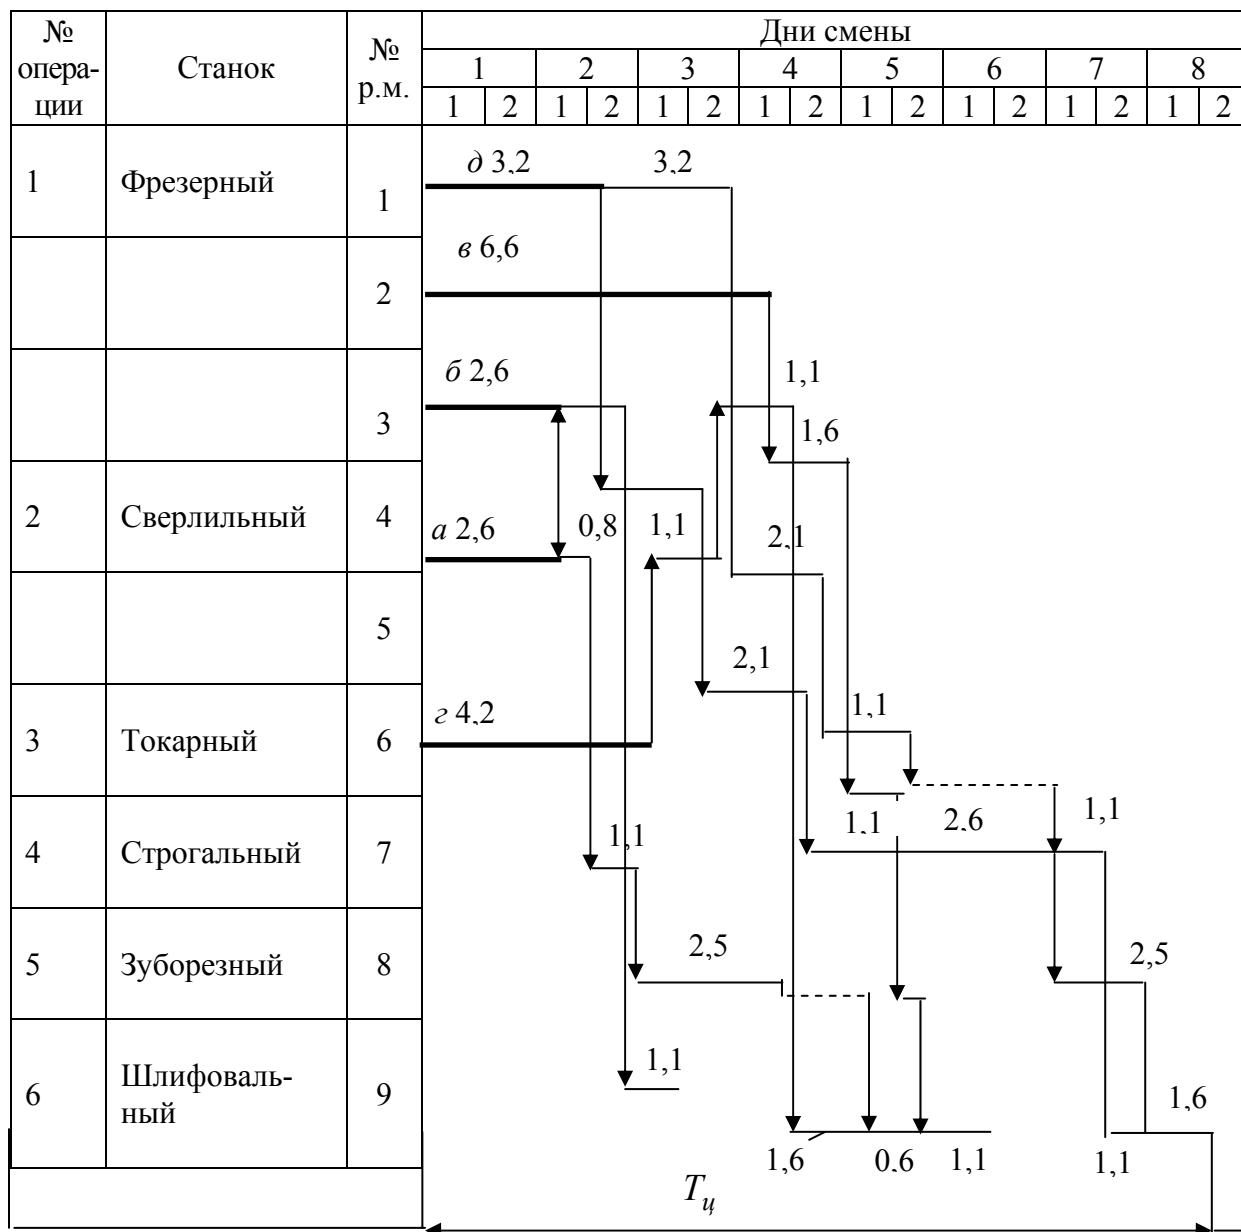 № операции Станок № р.м. Дни смены
1 2 3 4 5 6 7 8
1 2 1 2 1 2 1 2 1 2 1 2 1 2 1 2
д 3,2 3,2
1 Фрезерный 1
в 6,6
2
б 2,6 1,1
3 1,6
2 Сверлильный 4
а 2,6 0,8 1,1 2,1
5
2,1
г 4,2 1,1
3 Токарный 6
1,1 2,6 1,1
4 Строгальный 7 1,1
5 Зуборезный 8 2,5 2,5
6 Шлифоваль-
ный 9 1,1 1,6
1,6 0,6 1,1 1,1
Tц